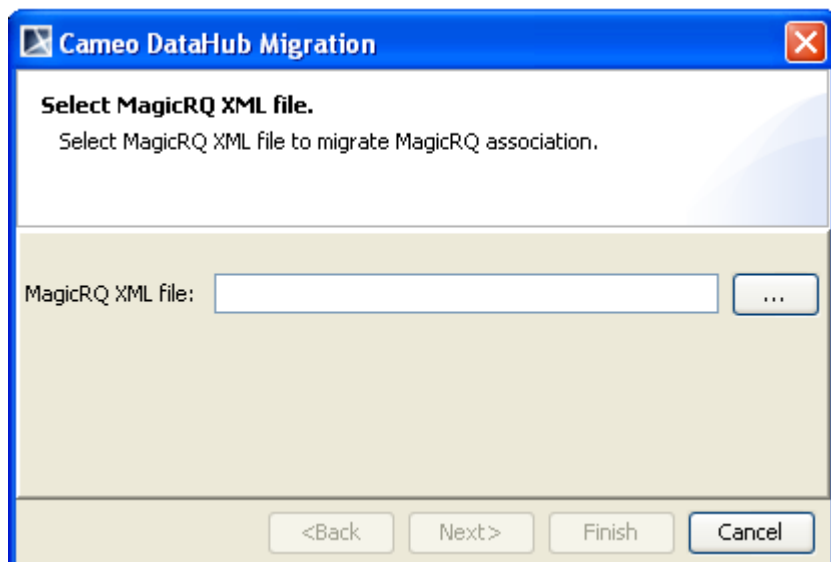 Cameo DataHub Migration
Select MagicRQ XML file.
Select MagicRQ XML file to migrate MagicRQ association.
MagicRQ XML file: ...
<Back Next> Finish Cancel